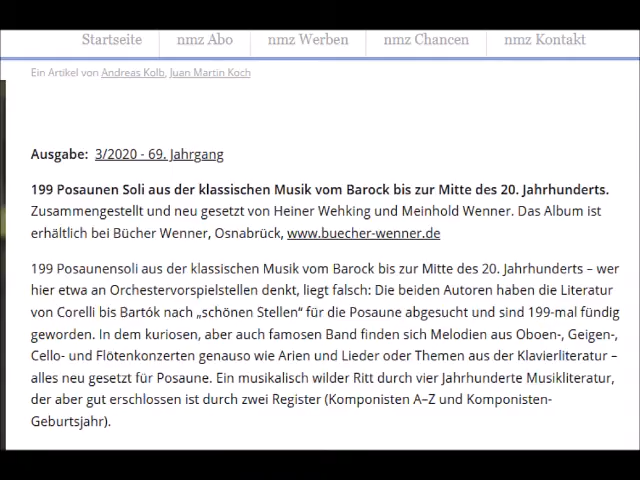 Startseite nmz Abo nmz Werben nmz Chancen nmz Kontakt
Ein Artikel von Andreas Kolb, Juan Martin Koch
Ausgabe: 3/2020 - 69. Jahrgang
199 Posaunen Soli aus der klassischen Musik vom Barock bis zur Mitte des 20. Jahrhunderts.
Zusammengestellt und neu gesetzt von Heiner Wehking und Meinhold Wenner. Das Album ist
erhältlich bei Bücher Wenner, Osnabrück, www.buecher-wenner.de
199 Posaunensoli aus der klassischen Musik vom Barock bis zur Mitte des 20. Jahrhunderts – wer
hier etwa an Orchestervorspielstellen denkt, liegt falsch: Die beiden Autoren haben die Literatur
von Corelli bis Bartók nach „schönen Stellen“ für die Posaune abgesucht und sind 199-mal fündig
geworden. In dem kuriosen, aber auch famosen Band finden sich Melodien aus Oboen-, Geigen-,
Cello- und Flötenkonzerten genauso wie Arien und Lieder oder Themen aus der Klavierliteratur –
alles neu gesetzt für Posaune. Ein musikalisch wilder Ritt durch vier Jahrhunderte Musikliteratur,
der aber gut erschlossen ist durch zwei Register (Komponisten A–Z und Komponisten-
Geburtsjahr).